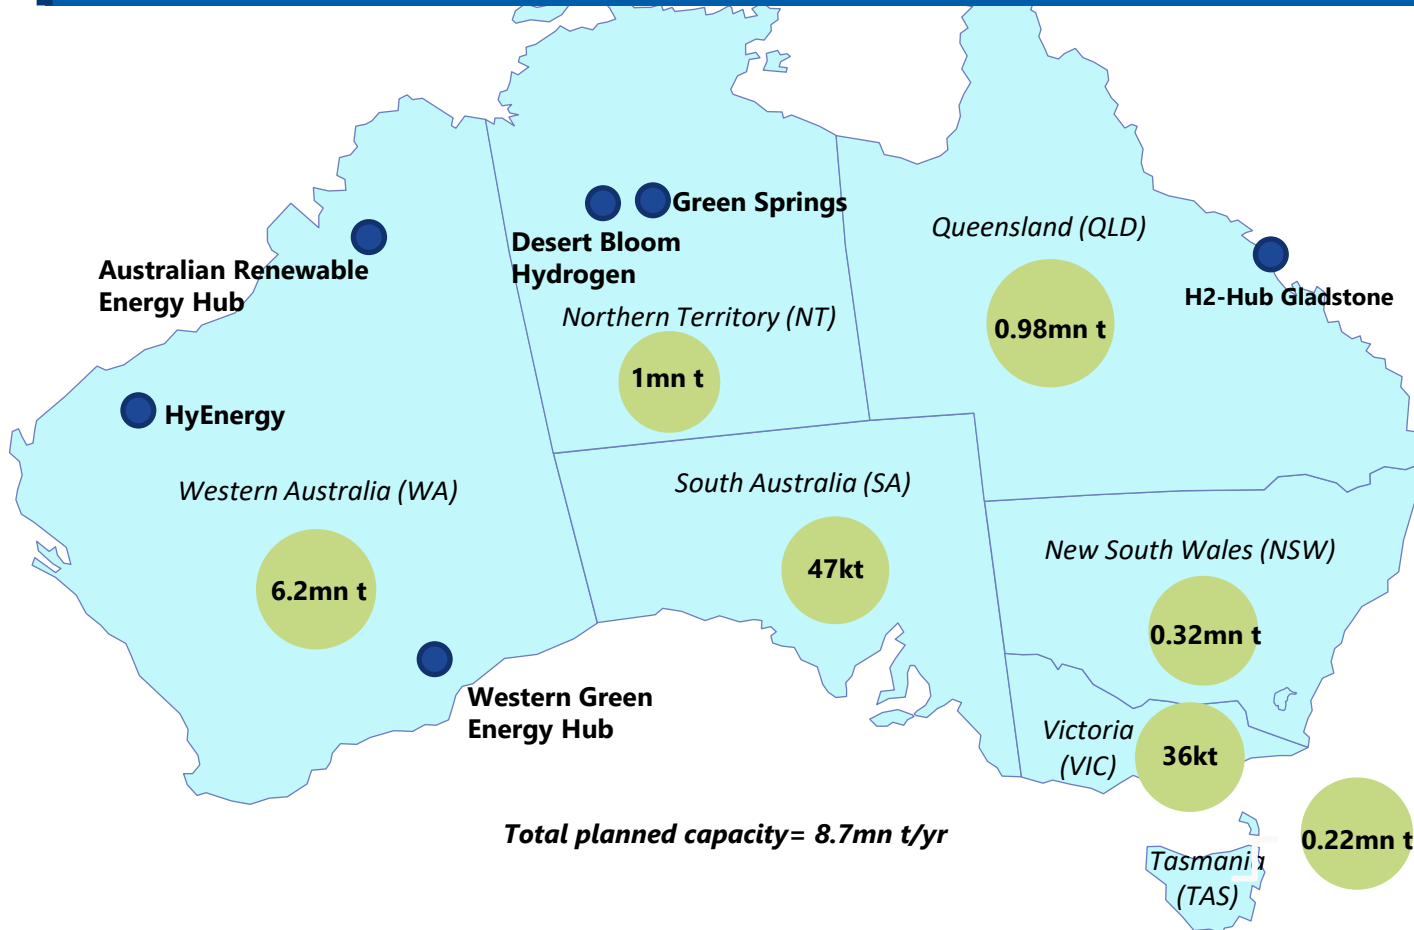 Green Springs
Desert Bloom
Hydrogen
Queensland (QLD)
Australian Renewable
Energy Hub
H2-Hub Gladstone
Northern Territory (NT)
0.98mn t
1mn t
HyEnergy
Western Australia (WA)
South Australia (SA)
New South Wales (NSW)
47kt
6.2mn t
0.32mn t
Western Green
Energy Hub
Victoria
(VIC)
36kt
Total planned capacity= 8.7mn t/yr
0.22mn t
Tasmania
(TAS)